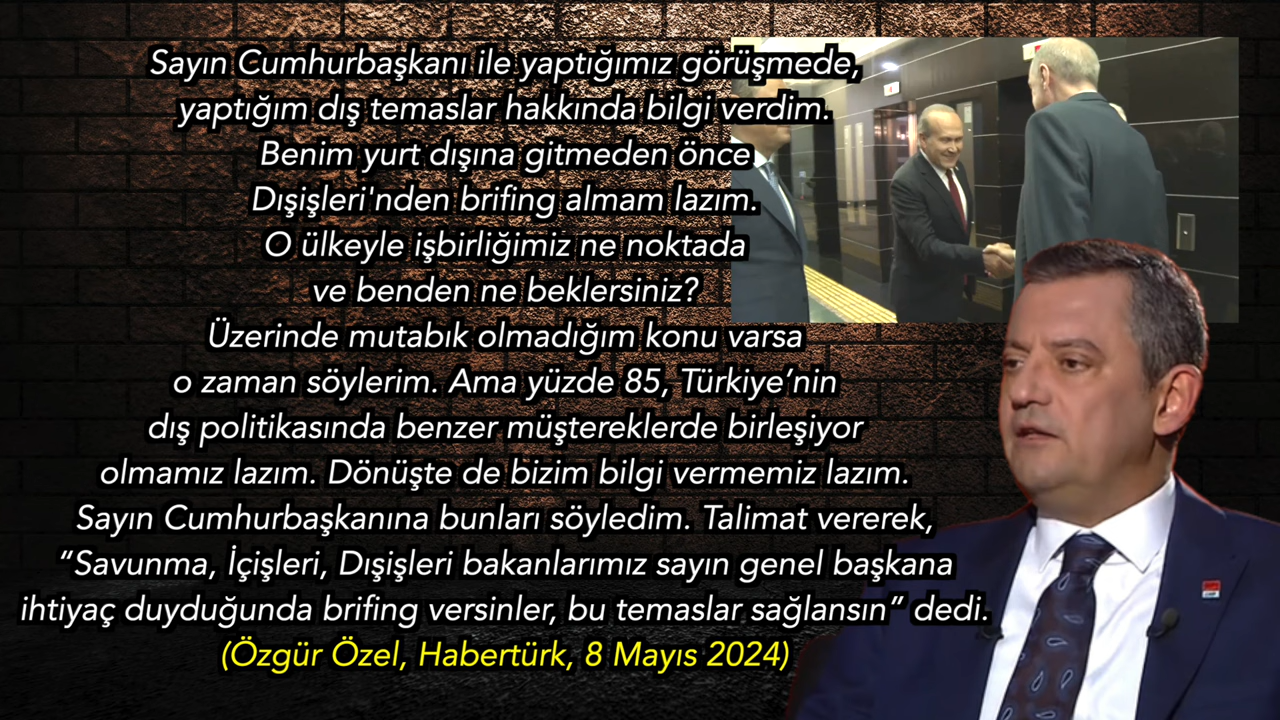 Sayın Cumhurbaşkanı ile yaptığımız görüşmede,
yaptığım dış temaslar hakkında bilgi verdim.
Benim yurt dışına gitmeden önce
Dışişleri'nden brifing almam lazım.
O ülkeyle işbirliğimiz ne noktada
ve benden ne beklersiniz?
Üzerinde mutabık olmadığım konu varsa
o zaman söylerim. Ama yüzde 85, Türkiye’nin
dış politikasında benzer müştereklerde birleşiyor
olmamız lazım. Dönüşte de bizim bilgi vermemiz lazım.
Sayın Cumhurbaşkanına bunları söyledim. Talimat vererek,
“Savunma, İçişleri, Dışişleri bakanlarımız sayın genel başkana
ihtiyaç duyduğunda brifing versinler, bu temaslar sağlansın” dedi.
(Özgür Özel, Habertürk, 8 Mayıs 2024)